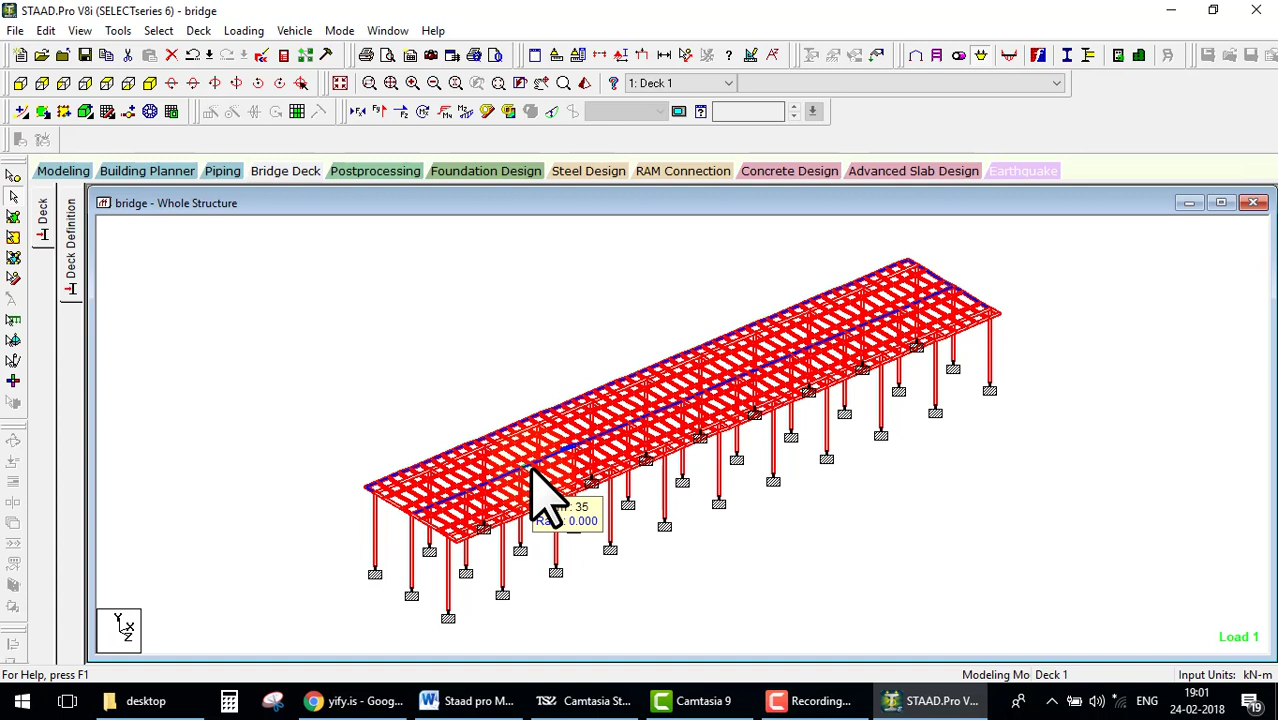 STAAD.Pro V8i (SELECTseries 6) - bridge
File Edit View Tools Select Deck Loading Vehicle Mode Window Help
1: Deck 1
Modeling Building Planner Piping Bridge Deck Postprocessing Foundation Design Steel Design RAM Connection Concrete Design Advanced Slab Design Earthquake
Deck
Deck Definition
bridge - Whole Structure
: 35
0.000
Y
X
Z
Load 1
For Help, press F1
Modeling Mo Deck 1 Input Units: kN-m
desktop
yify.is - Goog...
Staad pro M...
Camtasia St...
Camtasia 9
Recording...
STAAD.Pro V...
ENG
19:01
24-02-2018
19